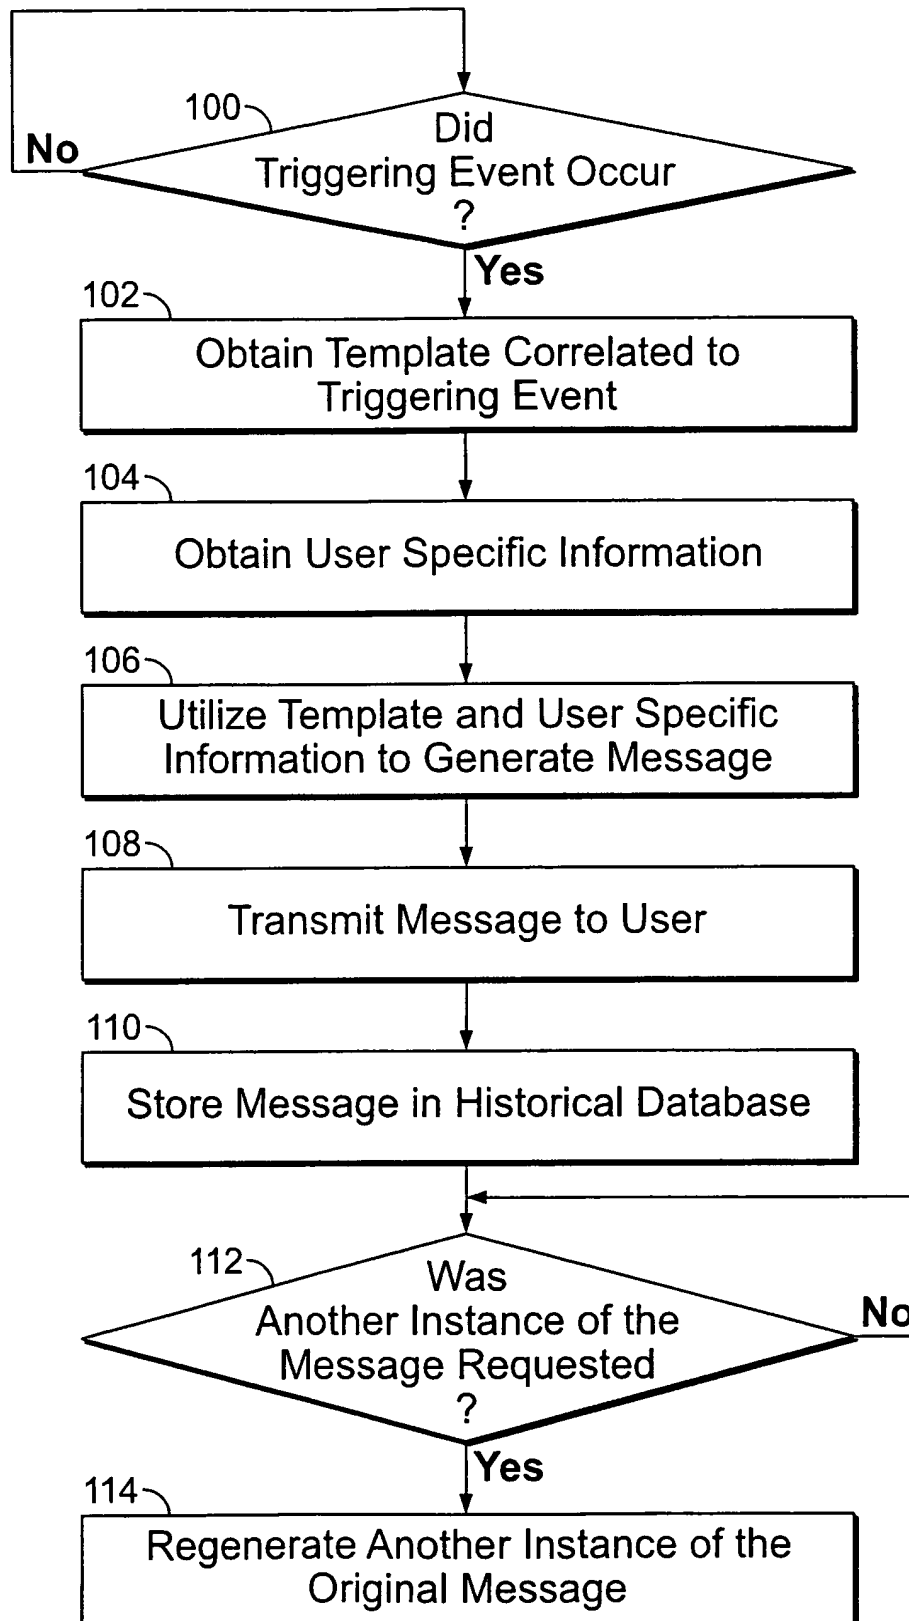 100
Did
No
Triggering Event Occur
?
Yes
102
Obtain Template Correlated to
Triggering Event
104
Obtain User Specific Information
106
Utilize Template and User Specific
Information to Generate Message
108
Transmit Message to User
110
Store Message in Historical Database
112
Was
Another Instance of the
No
Message Requested
?
Yes
114
Regenerate Another Instance of the
Original Message